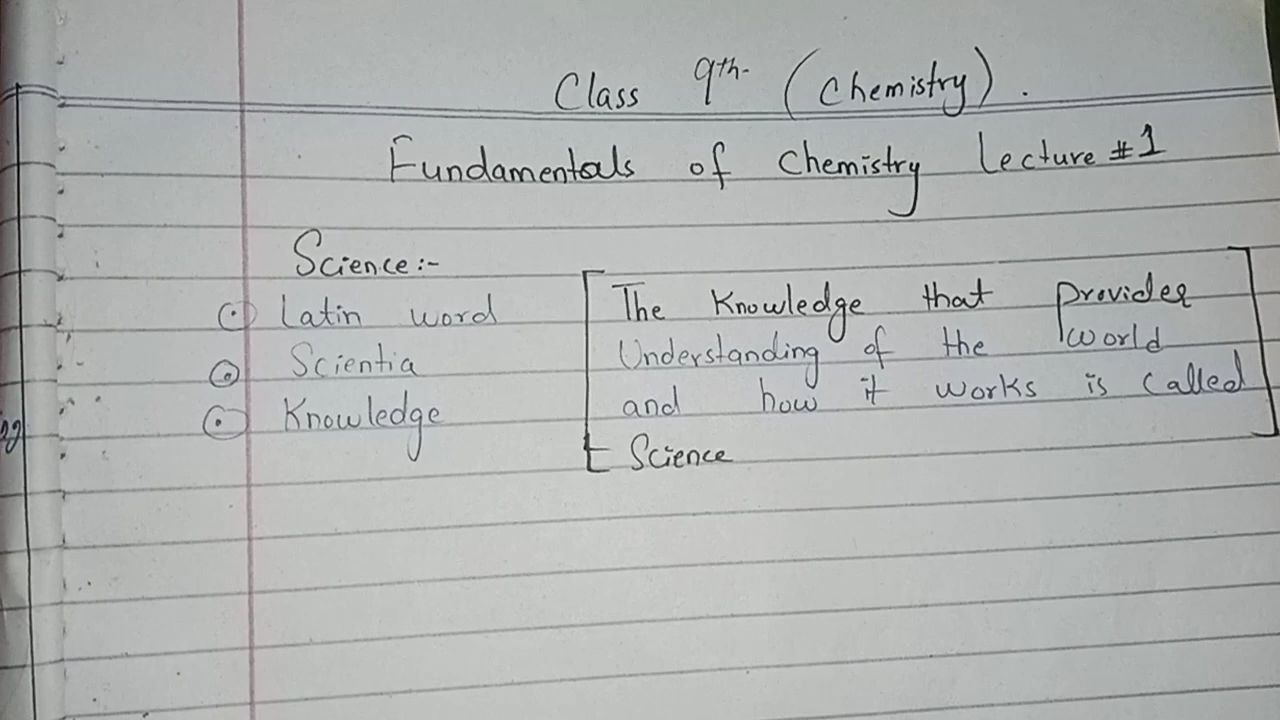 Class 9th (Chemistry).
Fundamentals of Chemistry Lecture #1
Science:-
Latin word
Scientia
Knowledge
[The Knowledge that provides
Understanding of the world
and how it works is Called
Science]